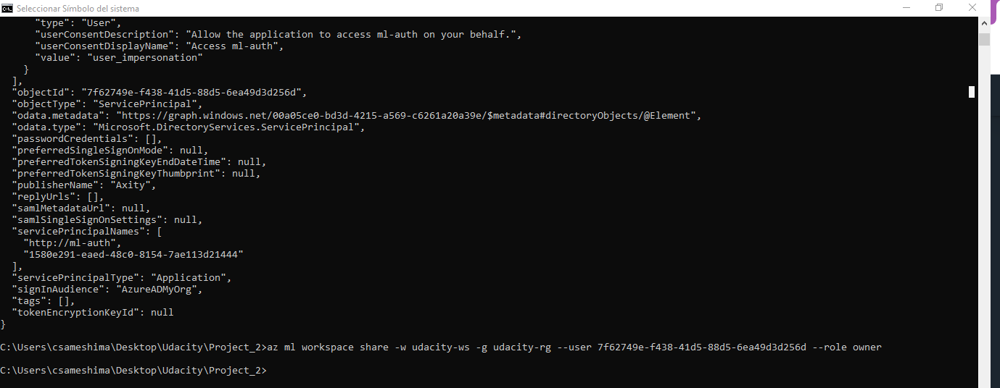 Seleccionar Símbolo del sistema
"type": "User",
"userConsentDescription": "Allow the application to access ml-auth on your behalf.",
"userConsentDisplayName": "Access ml-auth",
"value": "user_impersonation"
}
],
"objectId": "7f62749e-f438-41d5-88d5-6ea49d3d256d",
"objectType": "ServicePrincipal",
"odata.metadata": "https://graph.windows.net/00a05ce0-bd3d-4215-a569-c6261a20a39e/$metadata#directoryObjects/@Element",
"odata.type": "Microsoft.DirectoryServices.ServicePrincipal",
"passwordCredentials": [],
"preferredSingleSignOnMode": null,
"preferredTokenSigningKeyEndDateTime": null,
"preferredTokenSigningKeyThumbprint": null,
"publisherName": "Axity",
"replyUrls": [],
"samlMetadataUrl": null,
"samlSingleSignOnSettings": null,
"servicePrincipalNames": [
"http://ml-auth",
"1580e291-eaed-48c0-8154-7ae113d21444"
],
"servicePrincipalType": "Application",
"signInAudience": "AzureADMyOrg",
"tags": [],
"tokenEncryptionKeyId": null
}
C:\Users\csameshima\Desktop\Udacity\Project_2>az ml workspace share -w udacity-ws -g udacity-rg --user 7f62749e-f438-41d5-88d5-6ea49d3d256d --role owner
C:\Users\csameshima\Desktop\Udacity\Project_2>